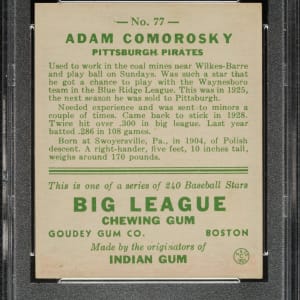 No. 77
ADAM COMOROSKY
PITTSBURGH PIRATES
Used to work in the coal mines near Wilkes-Barre
and play ball on Sundays. Was such a star that
he got a chance to play with the Waynesboro
team in the Blue Ridge League. This was in 1925,
the next season he was sold to Pittsburgh.
Needed experience and was sent to minors a
couple of times. Came back to stick in 1928.
Twice hit over .300 in big league. Last year
batted .286 in 108 games.
Born at Swoyersville, Pa., in 1904, of Polish
descent. A right-hander, five feet, 10 inches tall,
weighs around 170 pounds.
This is one of a series of 240 Baseball Stars
BIG LEAGUE
CHEWING GUM
GOUDEY GUM CO. BOSTON
Made by the originators of
INDIAN GUM